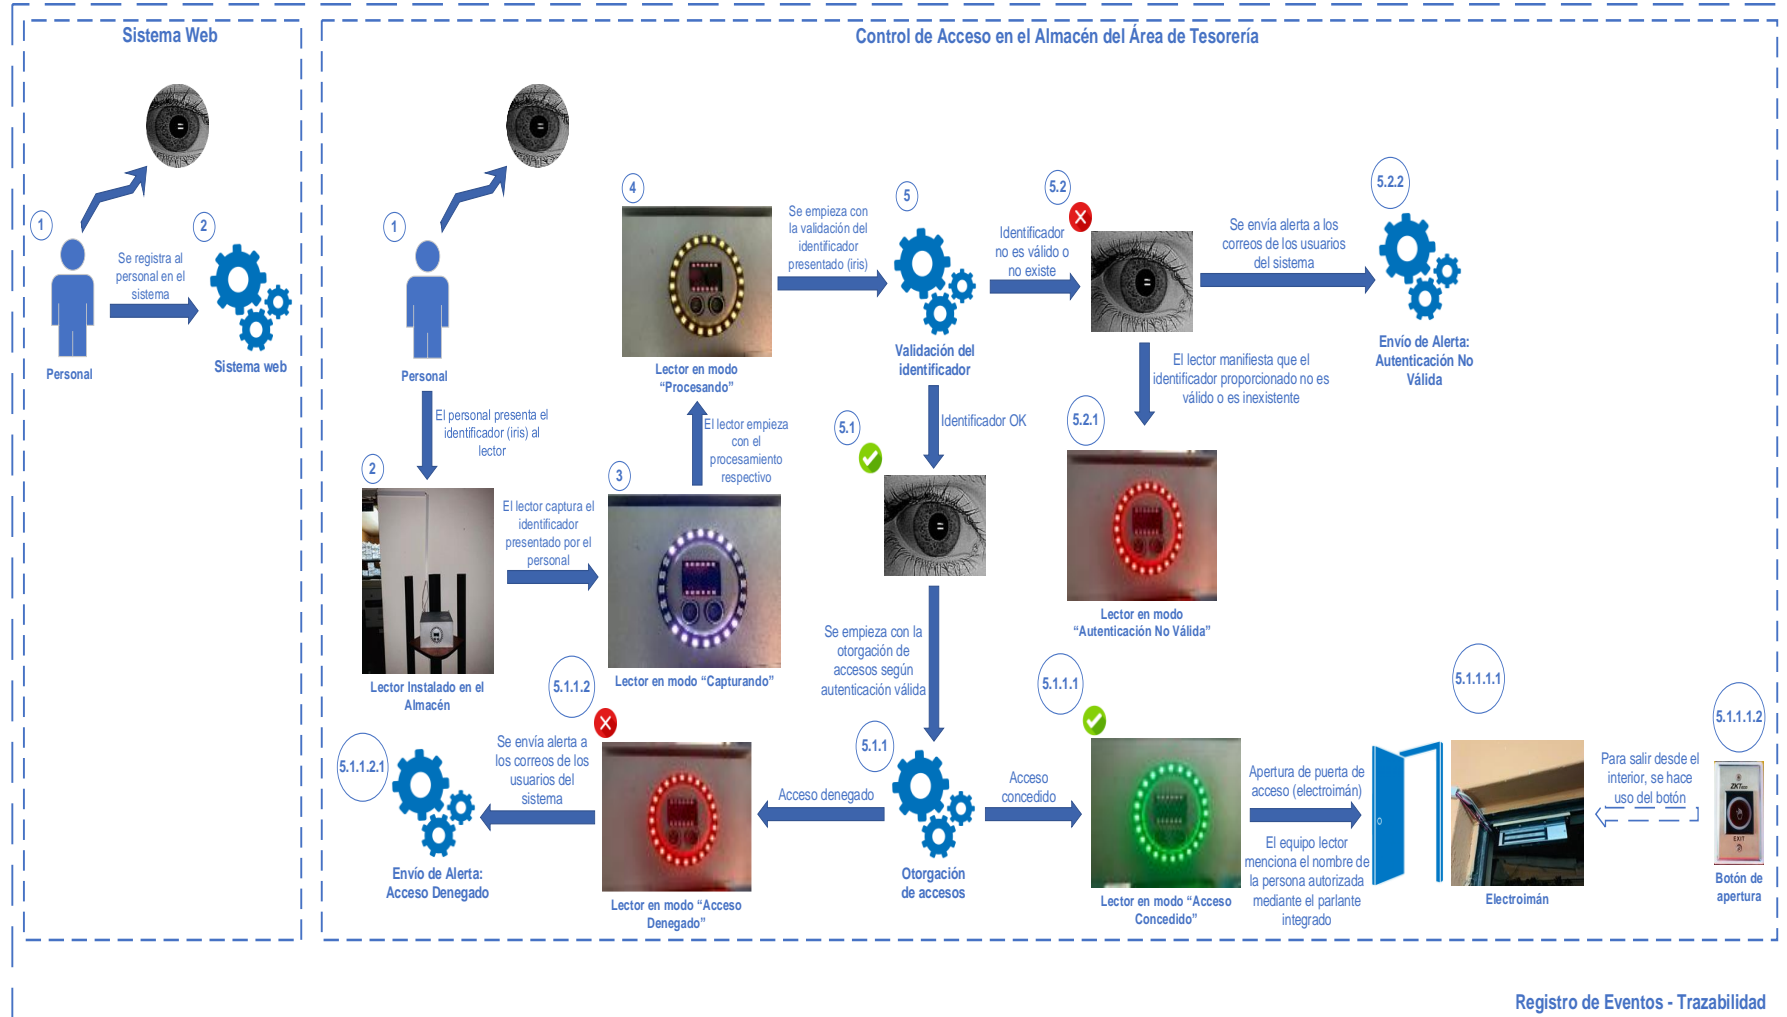 Sistema Web
1
2
Se registra al
personal en el
sistema
Personal
Sistema web
Control de Acceso en el Almacén del Área de Tesorería
1
Personal
El personal presenta el
identificador (iris) al
lector
2
Lector Instalado en el
Almacén
El lector captura el
identificador
presentado por el
personal
3
Lector en modo “Capturando”
El lector empieza
con el
procesamiento
respectivo
4
Lector en modo
“Procesando”
Se empieza con
la validación del
identificador
presentado (iris)
5
Validación del
identificador
Identificador
no es válido o
no existe
5.2
Se envía alerta a los
correos de los usuarios
del sistema
5.2.2
Envío de Alerta:
Autenticación No
Válida
El lector manifiesta que el
identificador proporcionado no es
válido o es inexistente
5.2.1
Lector en modo
“Autenticación No Válida”
Identificador OK
5.1
Se empieza con la
otorgación de
accesos según
autenticación válida
5.1.1
Otorgación
de accesos
Acceso denegado
5.1.1.2
Lector en modo “Acceso
Denegado”
Se envía alerta a
los correos de los
usuarios del
sistema
5.1.1.2.1
Envío de Alerta:
Acceso Denegado
Acceso
concedido
5.1.1.1
Lector en modo “Acceso
Concedido”
Apertura de puerta de
acceso (electroimán)
El equipo lector
menciona el nombre de
la persona autorizada
mediante el parlante
integrado
5.1.1.1.1
Electroimán
Para salir desde el
interior, se hace
uso del botón
5.1.1.1.2
ZKTeco
EXIT
Botón de
apertura
Registro de Eventos - Trazabilidad